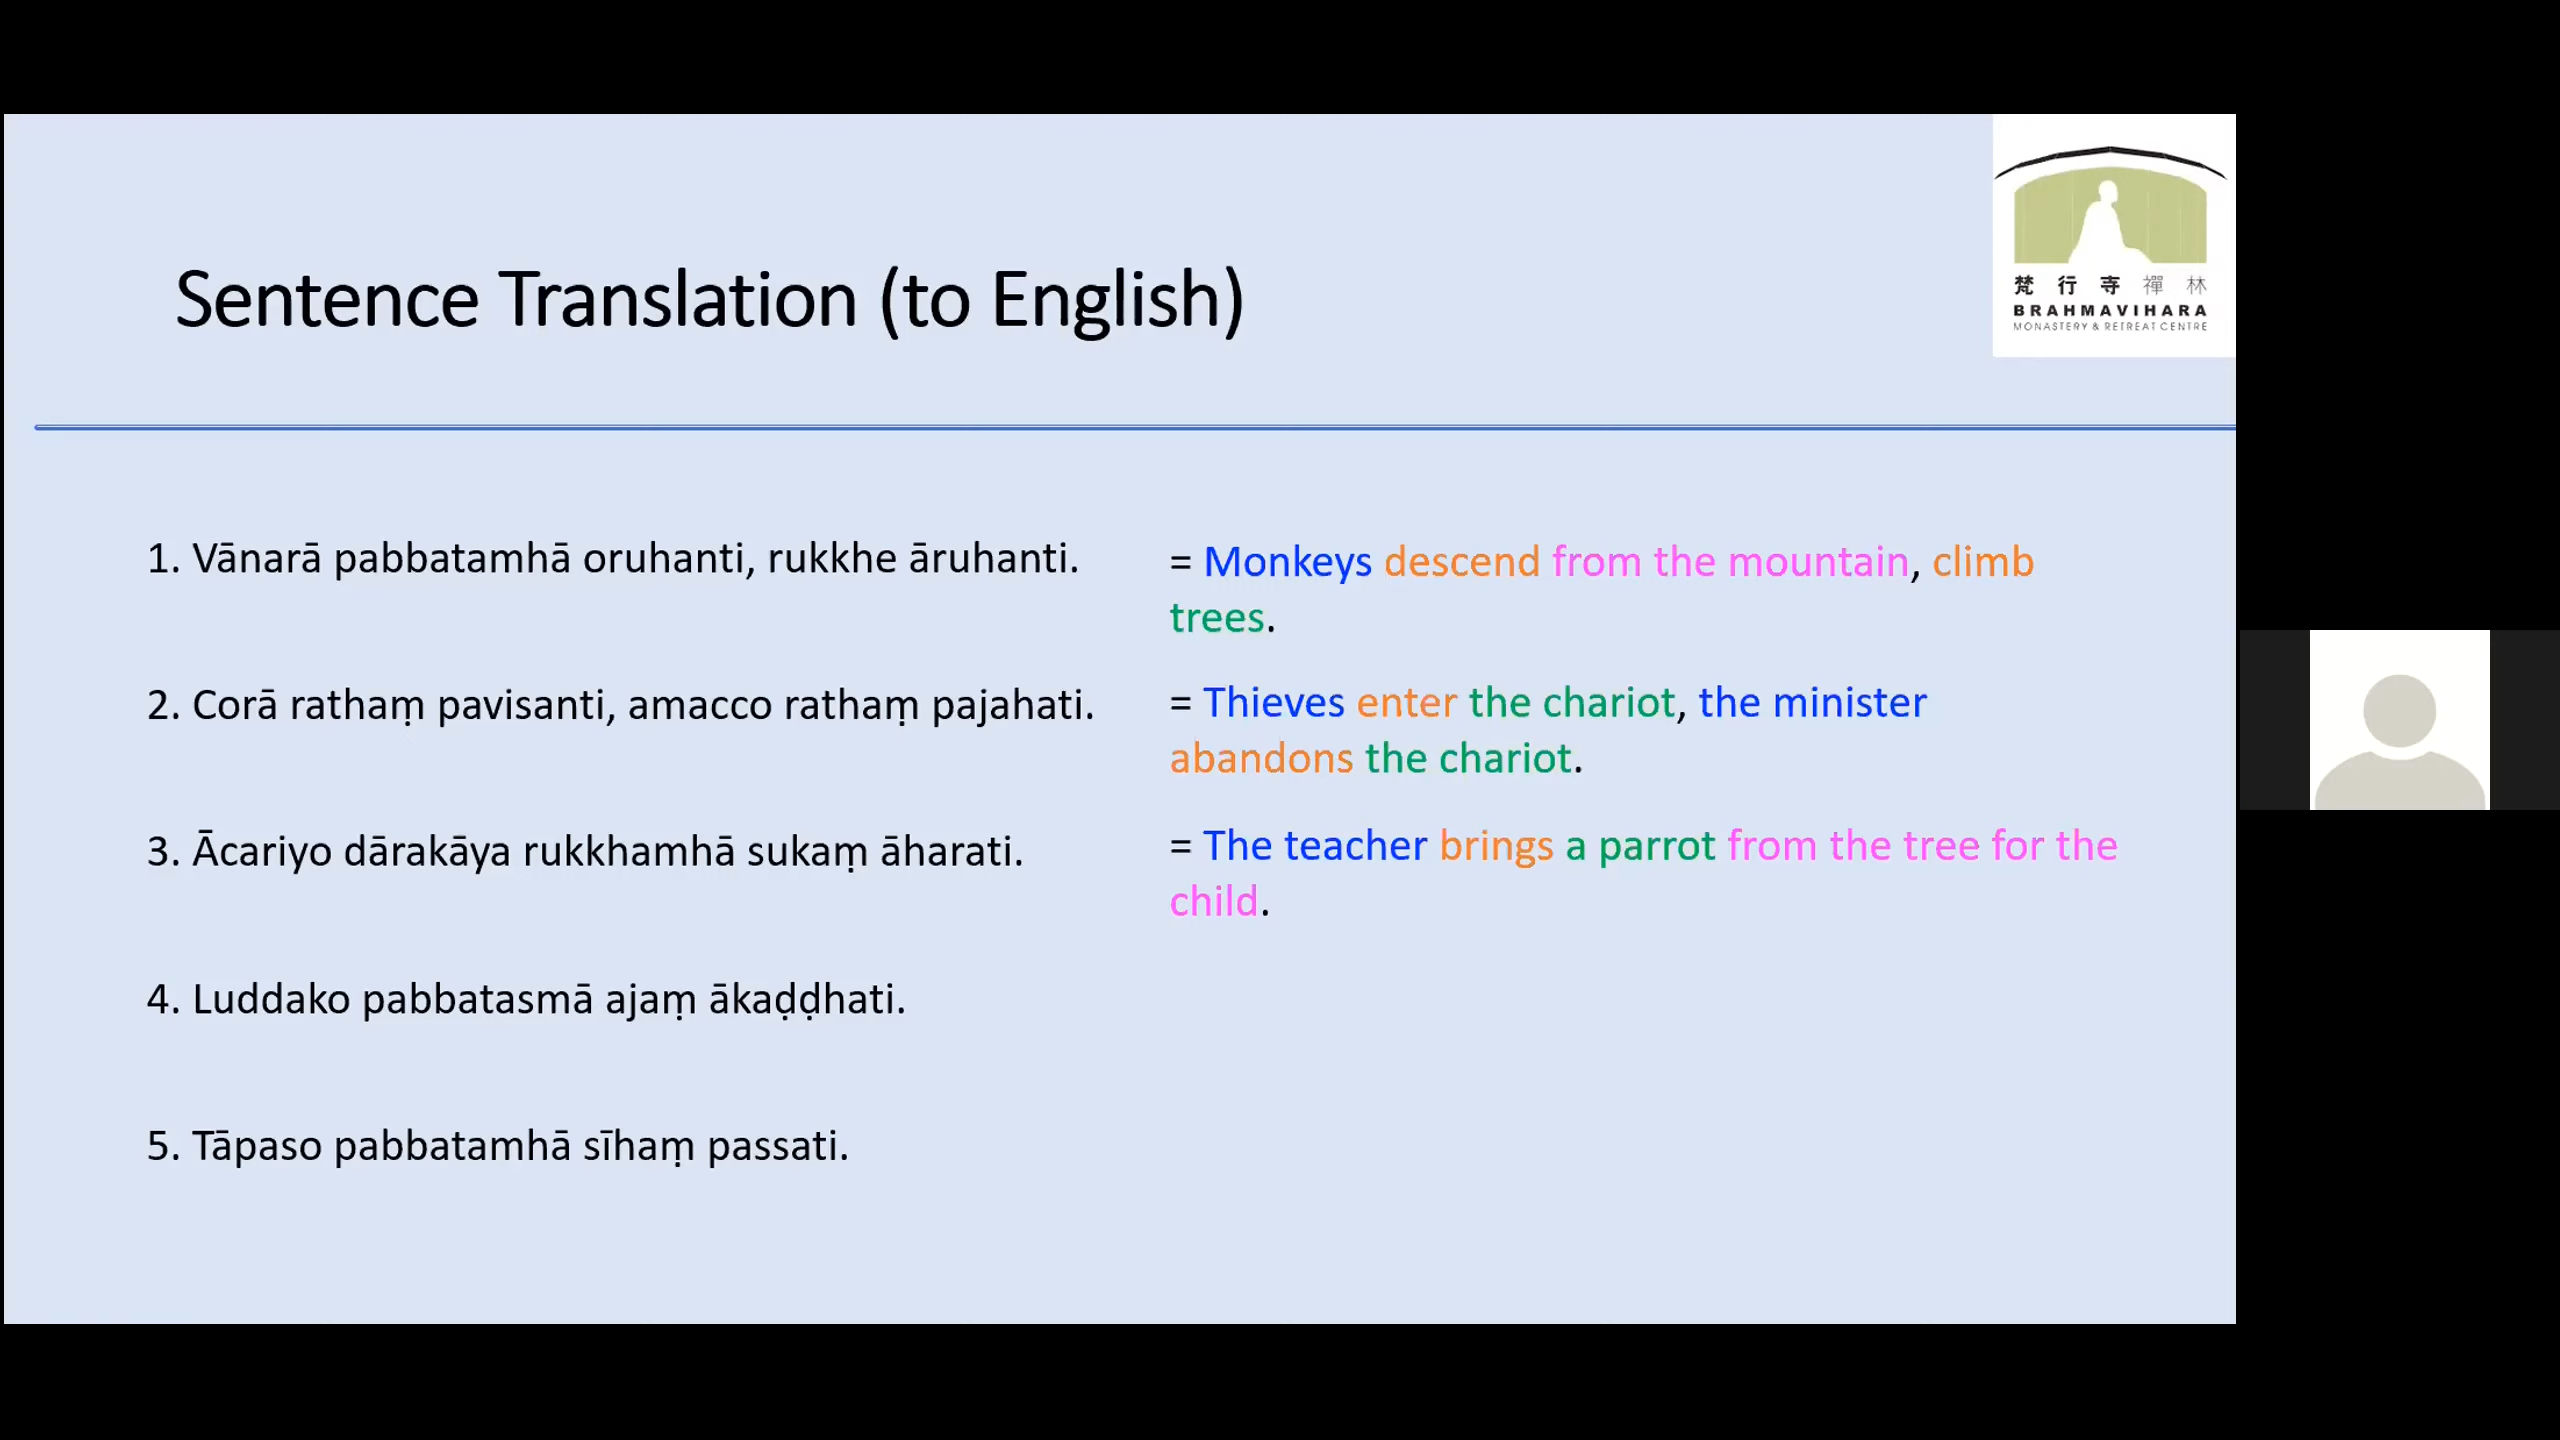 梵行寺禪林
BRAHMAVIHARA
MONASTERY & RETREAT CENTRE
Sentence Translation (to English)
1. Vānarā pabbatamhā oruhanti, rukkhe āruhanti.
= Monkeys descend from the mountain, climb
trees.
2. Corā rathaṃ pavisanti, amacco rathaṃ pajahati.
= Thieves enter the chariot, the minister
abandons the chariot.
3. Ācariyo dārakāya rukkhamhā sukaṃ āharati.
= The teacher brings a parrot from the tree for the
child.
4. Luddako pabbatasmā ajaṃ ākaḍḍhati.
5. Tāpaso pabbatamhā sīhaṃ passati.